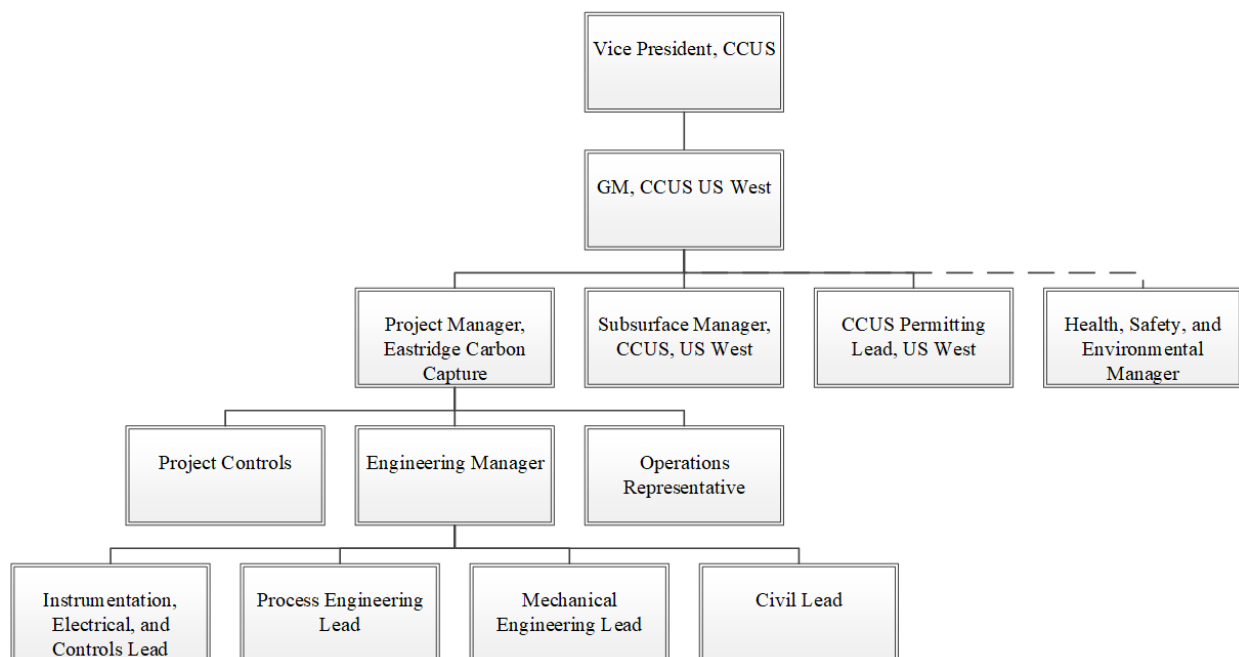 Vice President, CCUS
GM, CCUS US West
Project Manager,
Eastridge Carbon
Capture
Subsurface Manager,
CCUS, US West
CCUS Permitting
Lead, US West
Health, Safety, and
Environmental
Manager
Project Controls
Engineering Manager
Operations
Representative
Instrumentation,
Electrical, and
Controls Lead
Process Engineering
Lead
Mechanical
Engineering Lead
Civil Lead